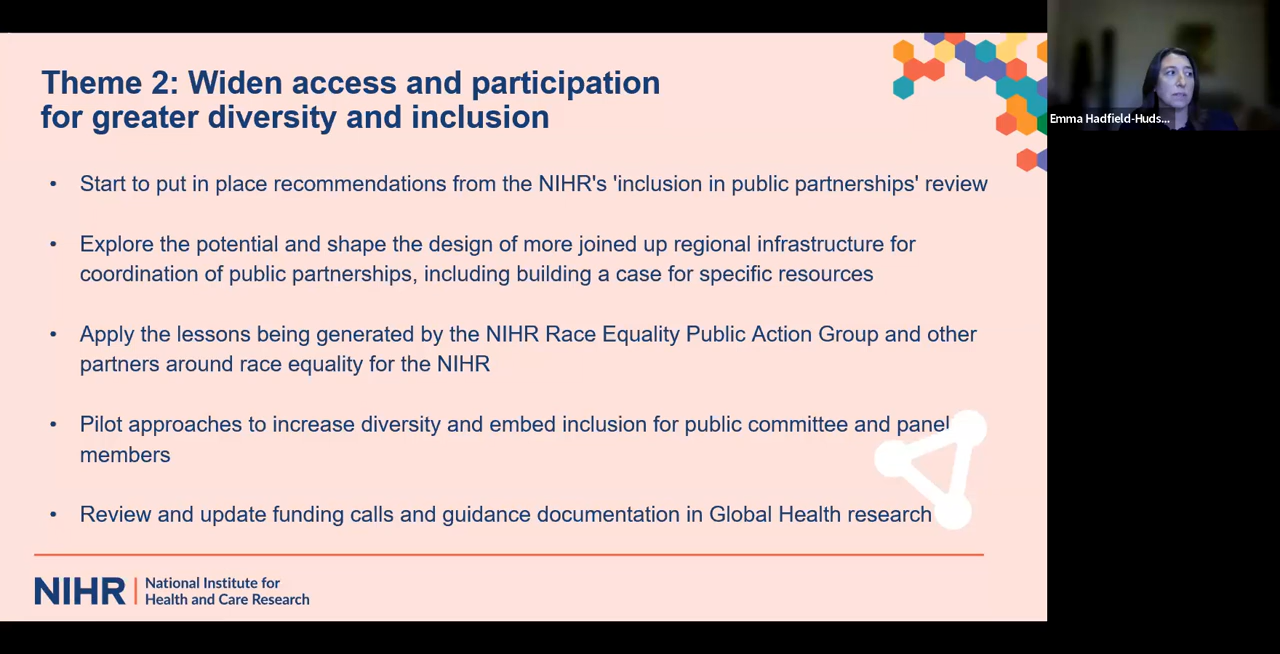 Theme 2: Widen access and participation
for greater diversity and inclusion
• Start to put in place recommendations from the NIHR's 'inclusion in public partnerships' review
• Explore the potential and shape the design of more joined up regional infrastructure for
coordination of public partnerships, including building a case for specific resources
• Apply the lessons being generated by the NIHR Race Equality Public Action Group and other
partners around race equality for the NIHR
• Pilot approaches to increase diversity and embed inclusion for public committee and panel
members
• Review and update funding calls and guidance documentation in Global Health research
NIHR | National Institute for
Health and Care Research
Emma Hadfield-Huds...